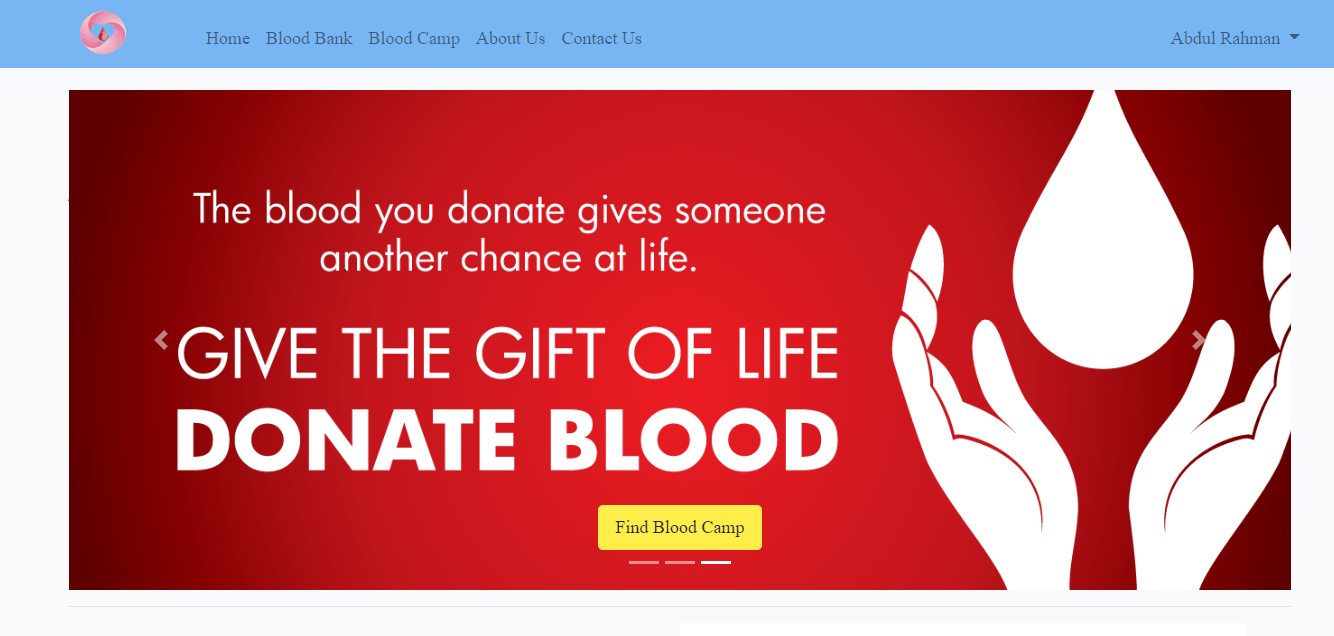 Home Blood Bank Blood Camp About Us Contact Us Abdul Rahman
The blood you donate gives someone
another chance at life.
GIVE THE GIFT OF LIFE
DONATE BLOOD
Find Blood Camp